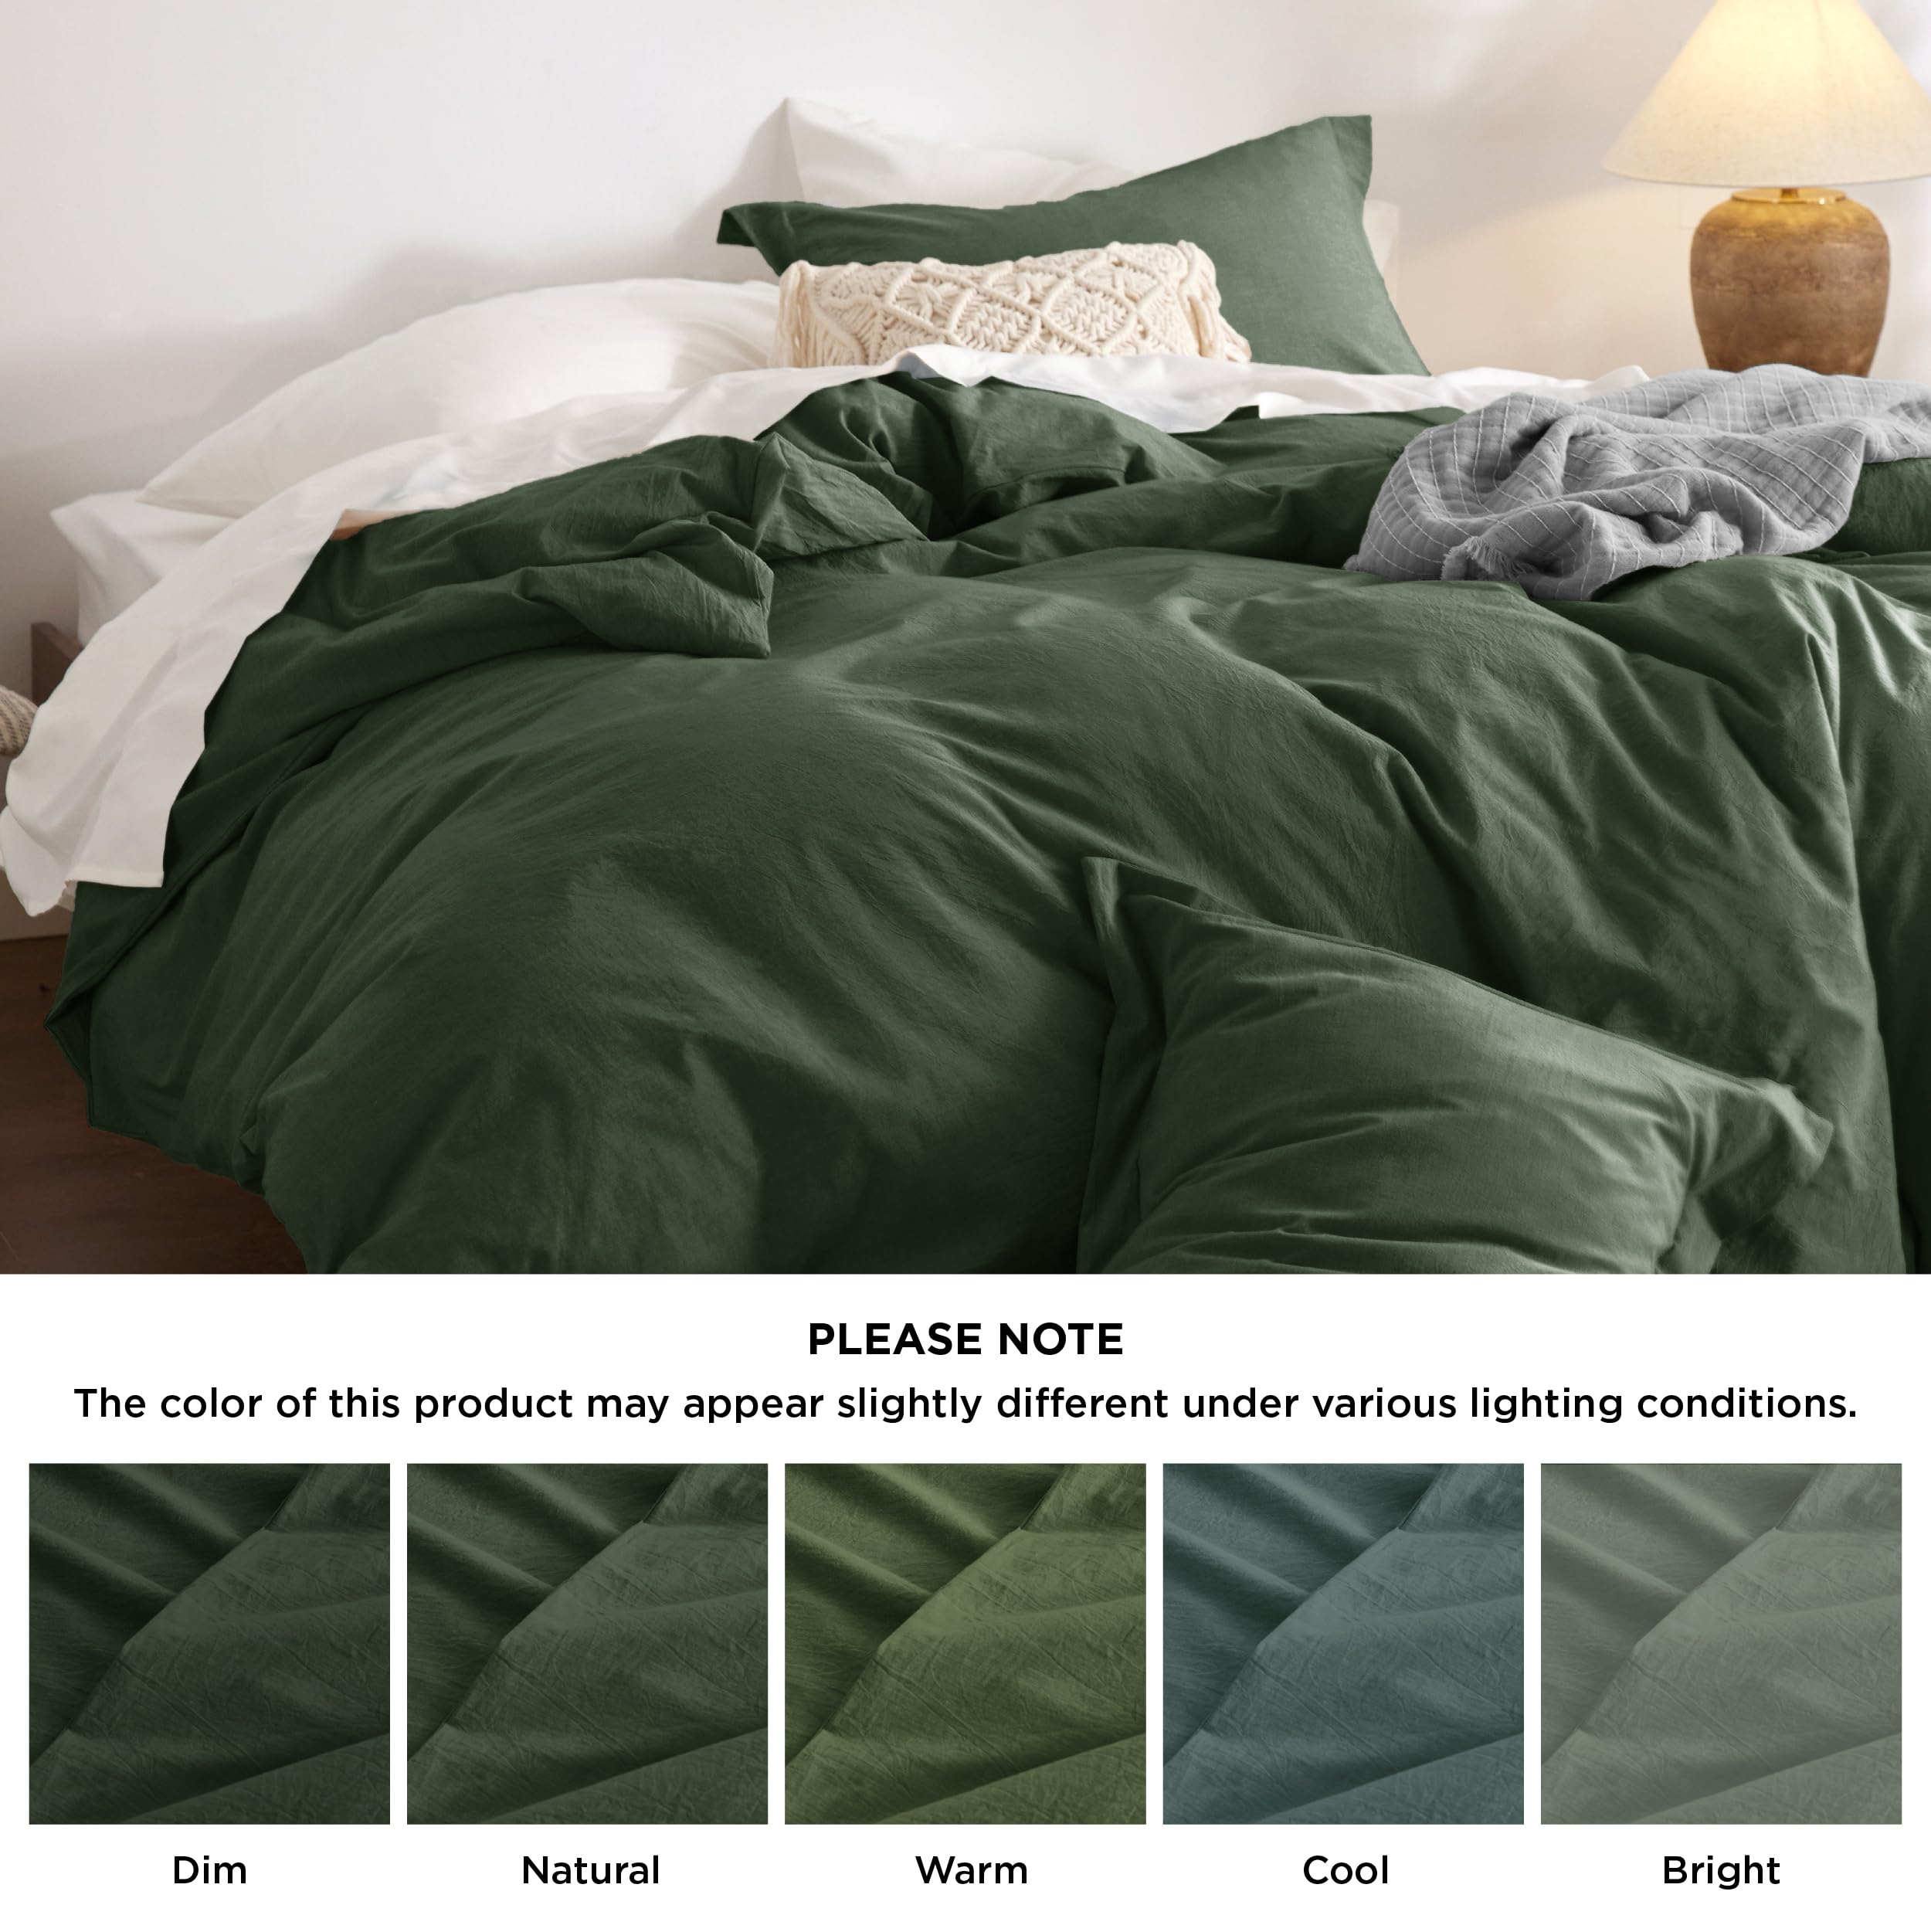 PLEASE NOTE
The color of this product may appear slightly different under various lighting conditions.
Dim
Natural
Warm
Cool
Bright